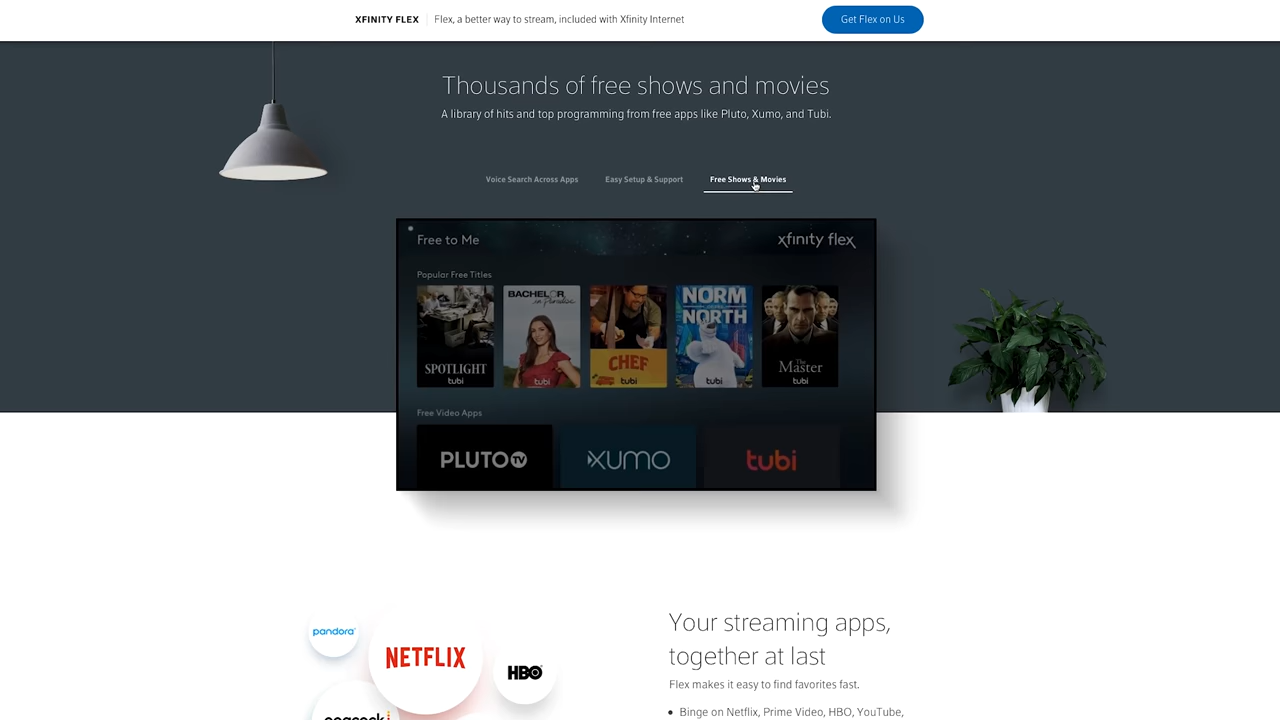 XFINITY FLEX
Flex, a better way to stream, included with Xfinity Internet
Get Flex on Us
Thousands of free shows and movies
A library of hits and top programming from free apps like Pluto, Xumo, and Tubi.
Voice Search Across Apps
Easy Setup & Support
Free Shows & Movies
Free to Me
xfinity flex
Popular Free Titles
SPOTLIGHT
tubi
BACHELOR
in Paradise
tubi
CHEF
tubi
NORM
NORTH
tubi
The
Master
tubi
Free Video Apps
PLUTO TV
XUMO
tubi
pandora
NETFLIX
HBO
peacock
Your streaming apps,
together at last
Flex makes it easy to find favorites fast.
• Binge on Netflix, Prime Video, HBO, YouTube,